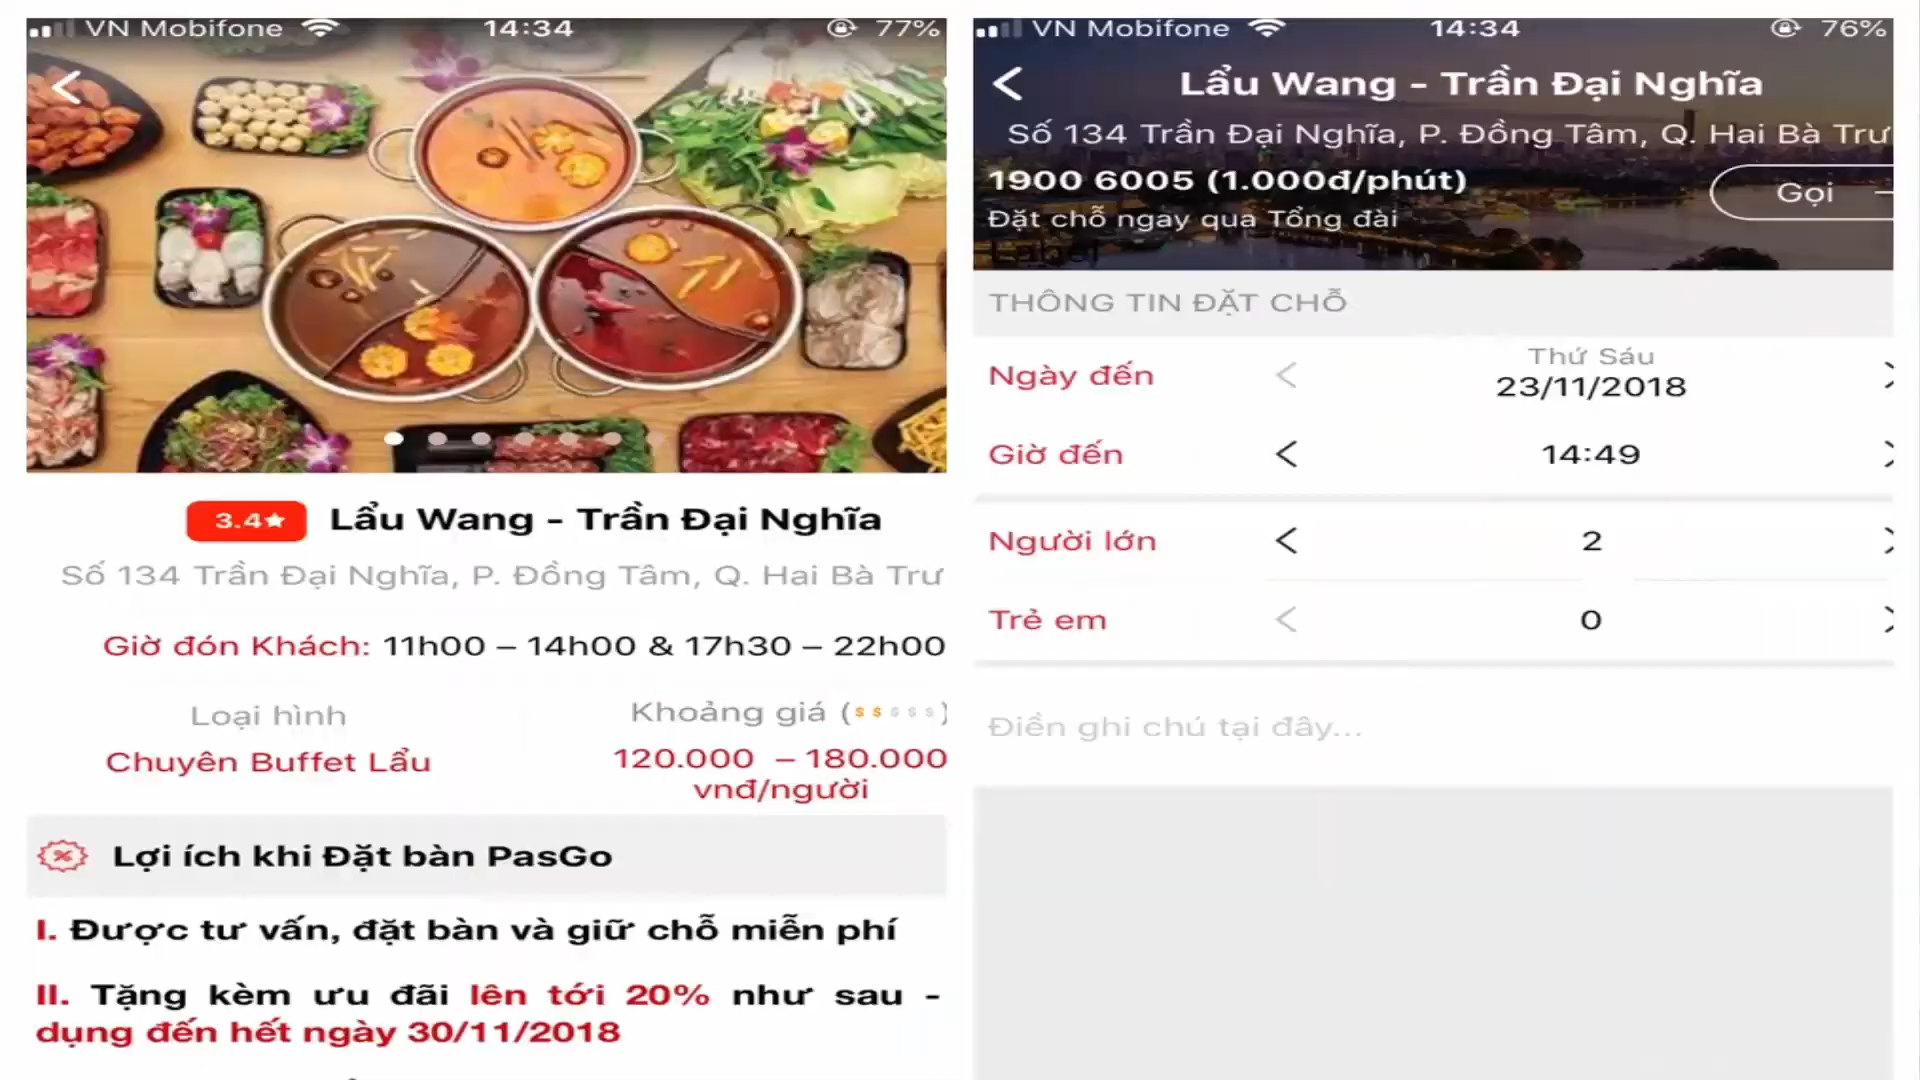 VN Mobifone 14:34 77%
3.4★ Lẩu Wang - Trần Đại Nghĩa
Số 134 Trần Đại Nghĩa, P. Đồng Tâm, Q. Hai Bà Trư
Giờ đón Khách: 11h00 – 14h00 & 17h30 – 22h00
Loại hình
Khoảng giá ($$$$$)
Chuyên Buffet Lẩu
120.000 – 180.000
vnđ/người
Lợi ích khi Đặt bàn PasGo
I. Được tư vấn, đặt bàn và giữ chỗ miễn phí
II. Tặng kèm ưu đãi lên tới 20% như sau -
dụng đến hết ngày 30/11/2018
VN Mobifone 14:34 76%
Lẩu Wang - Trần Đại Nghĩa
Số 134 Trần Đại Nghĩa, P. Đồng Tâm, Q. Hai Bà Trư
1900 6005 (1.000đ/phút)
Gọi
Đặt chỗ ngay qua Tổng đài
THÔNG TIN ĐẶT CHỖ
Thứ Sáu
Ngày đến < 23/11/2018 >
Giờ đến < 14:49 >
Người lớn < 2 >
Trẻ em < 0 >
Điền ghi chú tại đây...